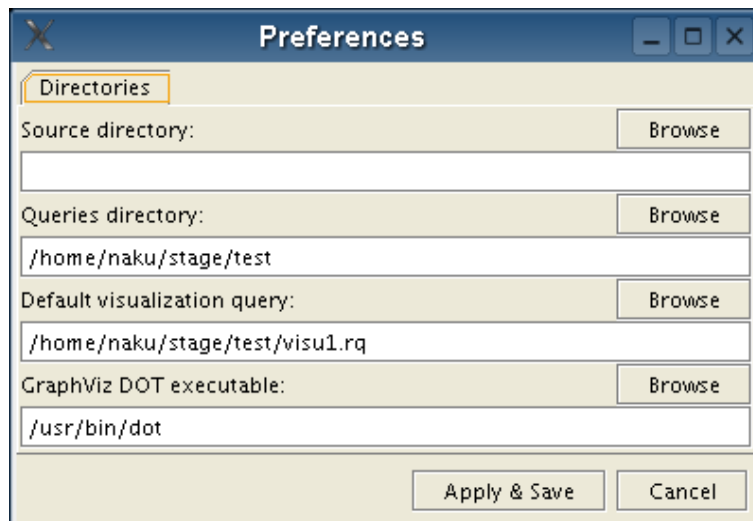 Preferences
Directories
Source directory: Browse
Queries directory: Browse
/home/naku/stage/test
Default visualization query: Browse
/home/naku/stage/test/visu1.rq
GraphViz DOT executable: Browse
/usr/bin/dot
Apply & Save Cancel